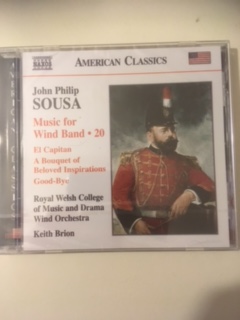 NAXOS
AMERICAN CLASSICS
John Philip
SOUSA
Music for
Wind Band • 20
El Capitan
A Bouquet of
Beloved Inspirations
Good-Bye
Royal Welsh College
of Music and Drama
Wind Orchestra
Keith Brion